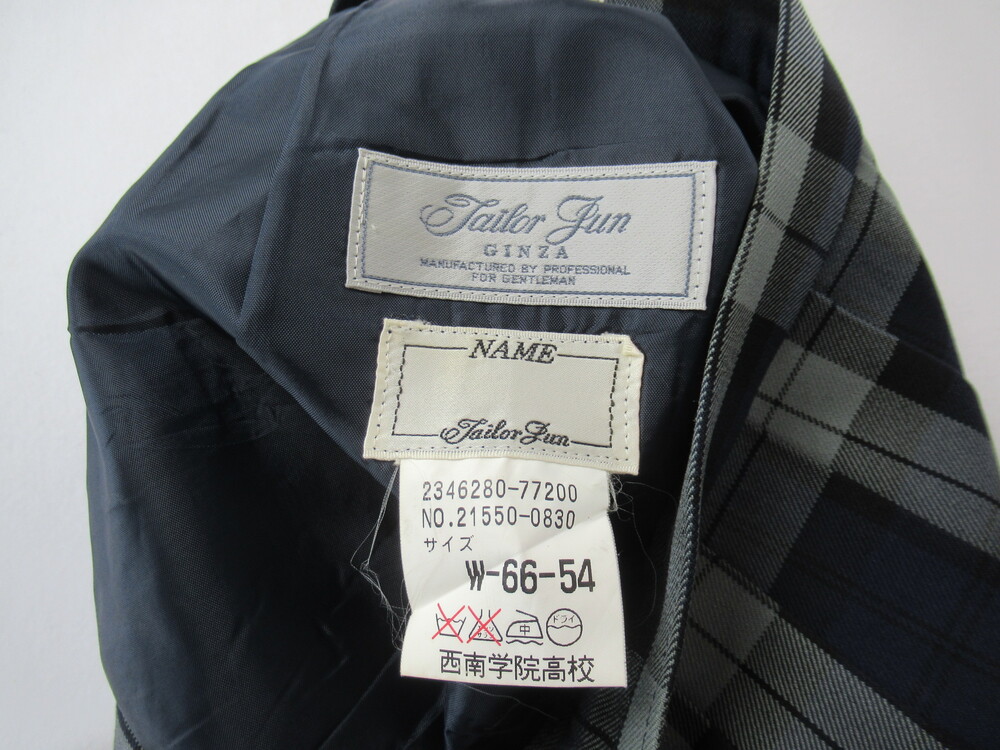 Tailor Jun
GINZA
MANUFACTURED BY PROFESSIONAL
FOR GENTLEMAN
NAME
Tailor Jun
2346280-77200
NO.21550-0830
サイズ
W-66-54
中 ドライ
西南学院高校